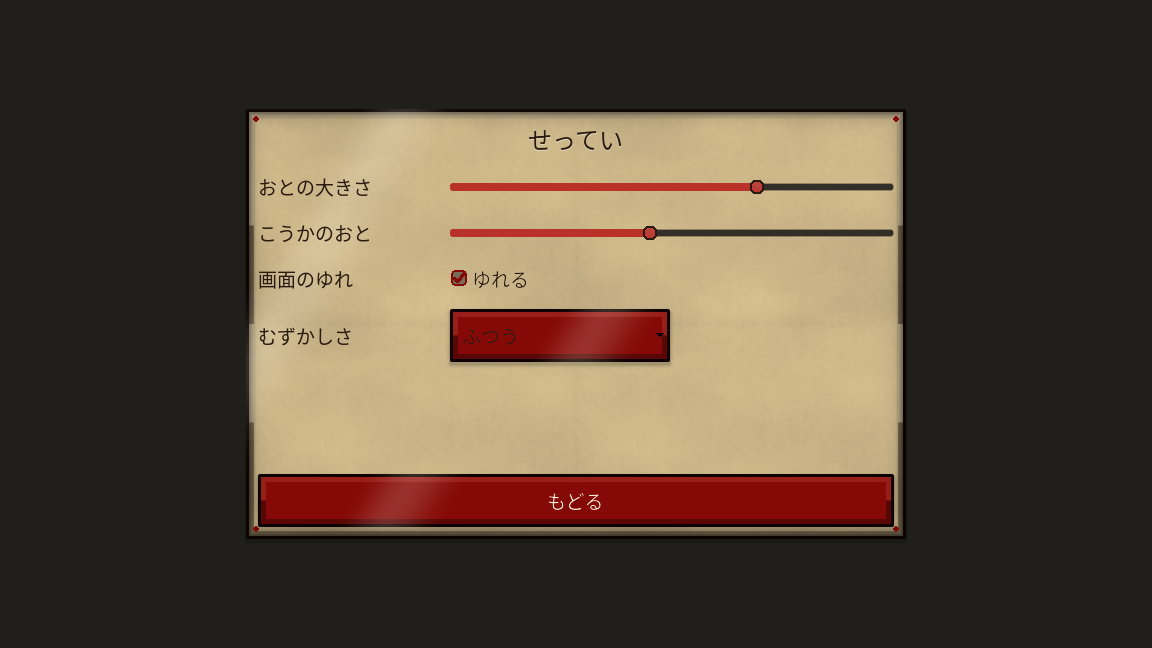 せってい
おとの大きさ
こうかのおと
画面のゆれ ゆれる
むずかしさ ふつう
もどる